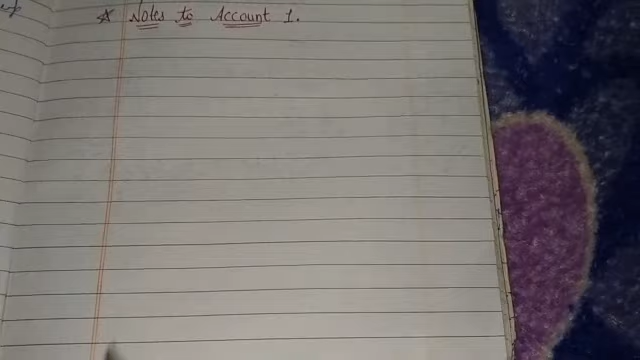 ☆ Notes to Account 1.